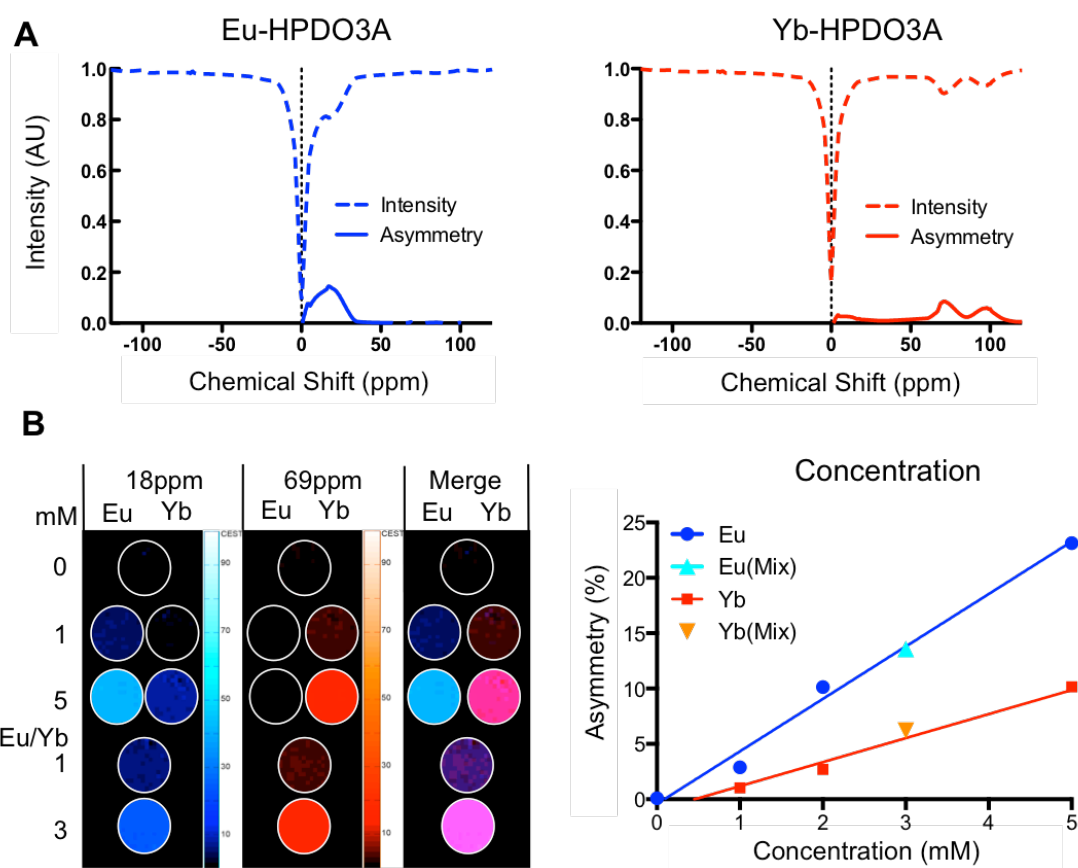 A
Eu-HPDO3A
Yb-HPDO3A
Intensity (AU)
1.0
0.8
0.6
0.4
0.2
0.0
-100
-50
0
50
100
Intensity
Asymmetry
Chemical Shift (ppm)
1.0
0.8
0.6
0.4
0.2
0.0
-100
-50
0
50
100
Intensity
Asymmetry
Chemical Shift (ppm)
B
18ppm
69ppm
Merge
mM
Eu Yb
Eu Yb
Eu Yb
0
1
5
Eu/Yb
1
3
CEST
90
70
50
30
10
CEST
90
70
50
30
10
Concentration
Asymmetry (%)
25
20
15
10
5
0
Eu
Eu(Mix)
Yb
Yb(Mix)
0
1
2
3
4
5
Concentration (mM)